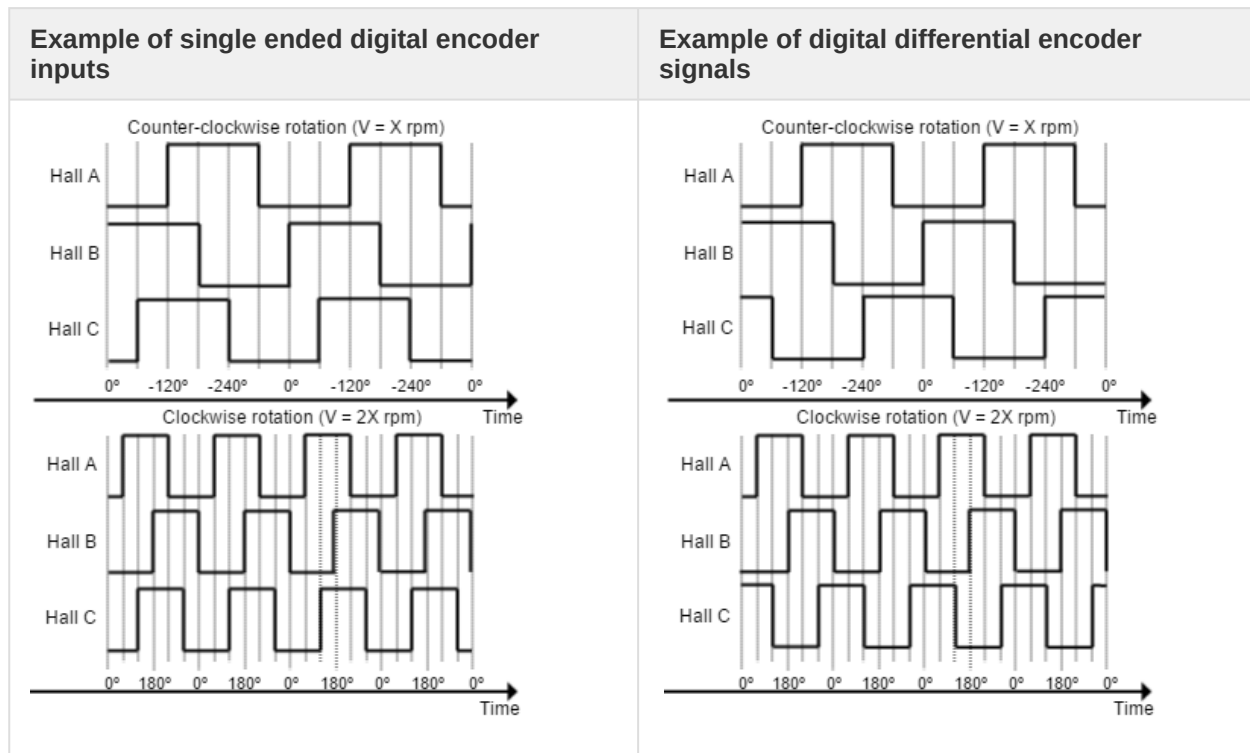 Example of single ended digital encoder
inputs
Example of digital differential encoder
signals
Counter-clockwise rotation (V = X rpm)
Hall A
Hall B
Hall C
0° -120° -240° 0° -120° -240° 0°
Time
Clockwise rotation (V = 2X rpm)
Hall A
Hall B
Hall C
0° 180° 0° 180° 0° 180° 0° 180° 0°
Time
Counter-clockwise rotation (V = X rpm)
Hall A
Hall B
Hall C
0° -120° -240° 0° -120° -240° 0°
Time
Clockwise rotation (V = 2X rpm)
Hall A
Hall B
Hall C
0° 180° 0° 180° 0° 180° 0° 180° 0°
Time